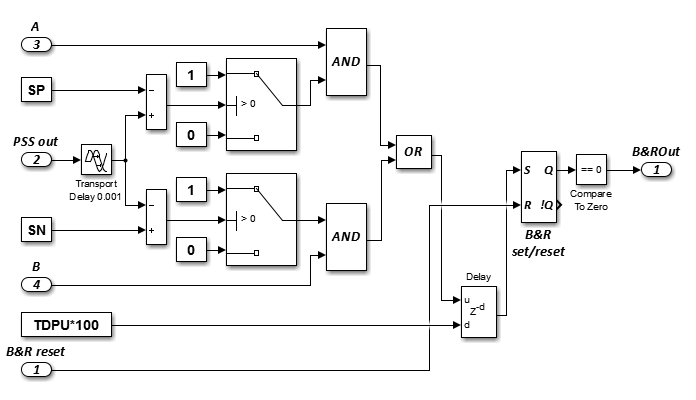 A
3
SP
−
+
1
> 0
0
AND
PSS out
2
Transport
Delay 0.001
OR
B&ROut
1
S Q
R !Q
== 0
Compare
To Zero
B&R
set/reset
SN
−
+
1
> 0
0
AND
B
4
Delay
u
Z-d
d
TDPU*100
B&R reset
1